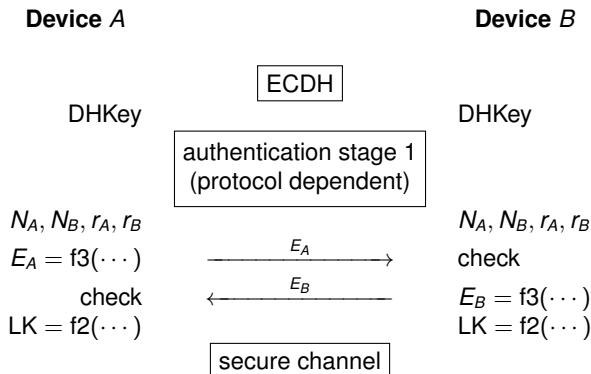 Device A Device B
ECDH
DHKey DHKey
authentication stage 1
(protocol dependent)
N_A, N_B, r_A, r_B N_A, N_B, r_A, r_B
E_A = f3(···) E_A check
check E_B E_B = f3(···)
LK = f2(···) LK = f2(···)
secure channel